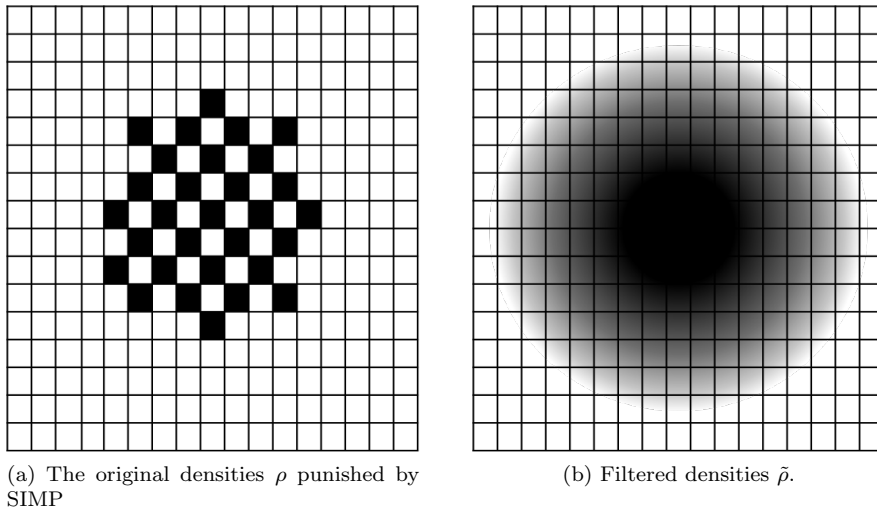 (a) The original densities ρ punished by
SIMP
(b) Filtered densities ρ̃.